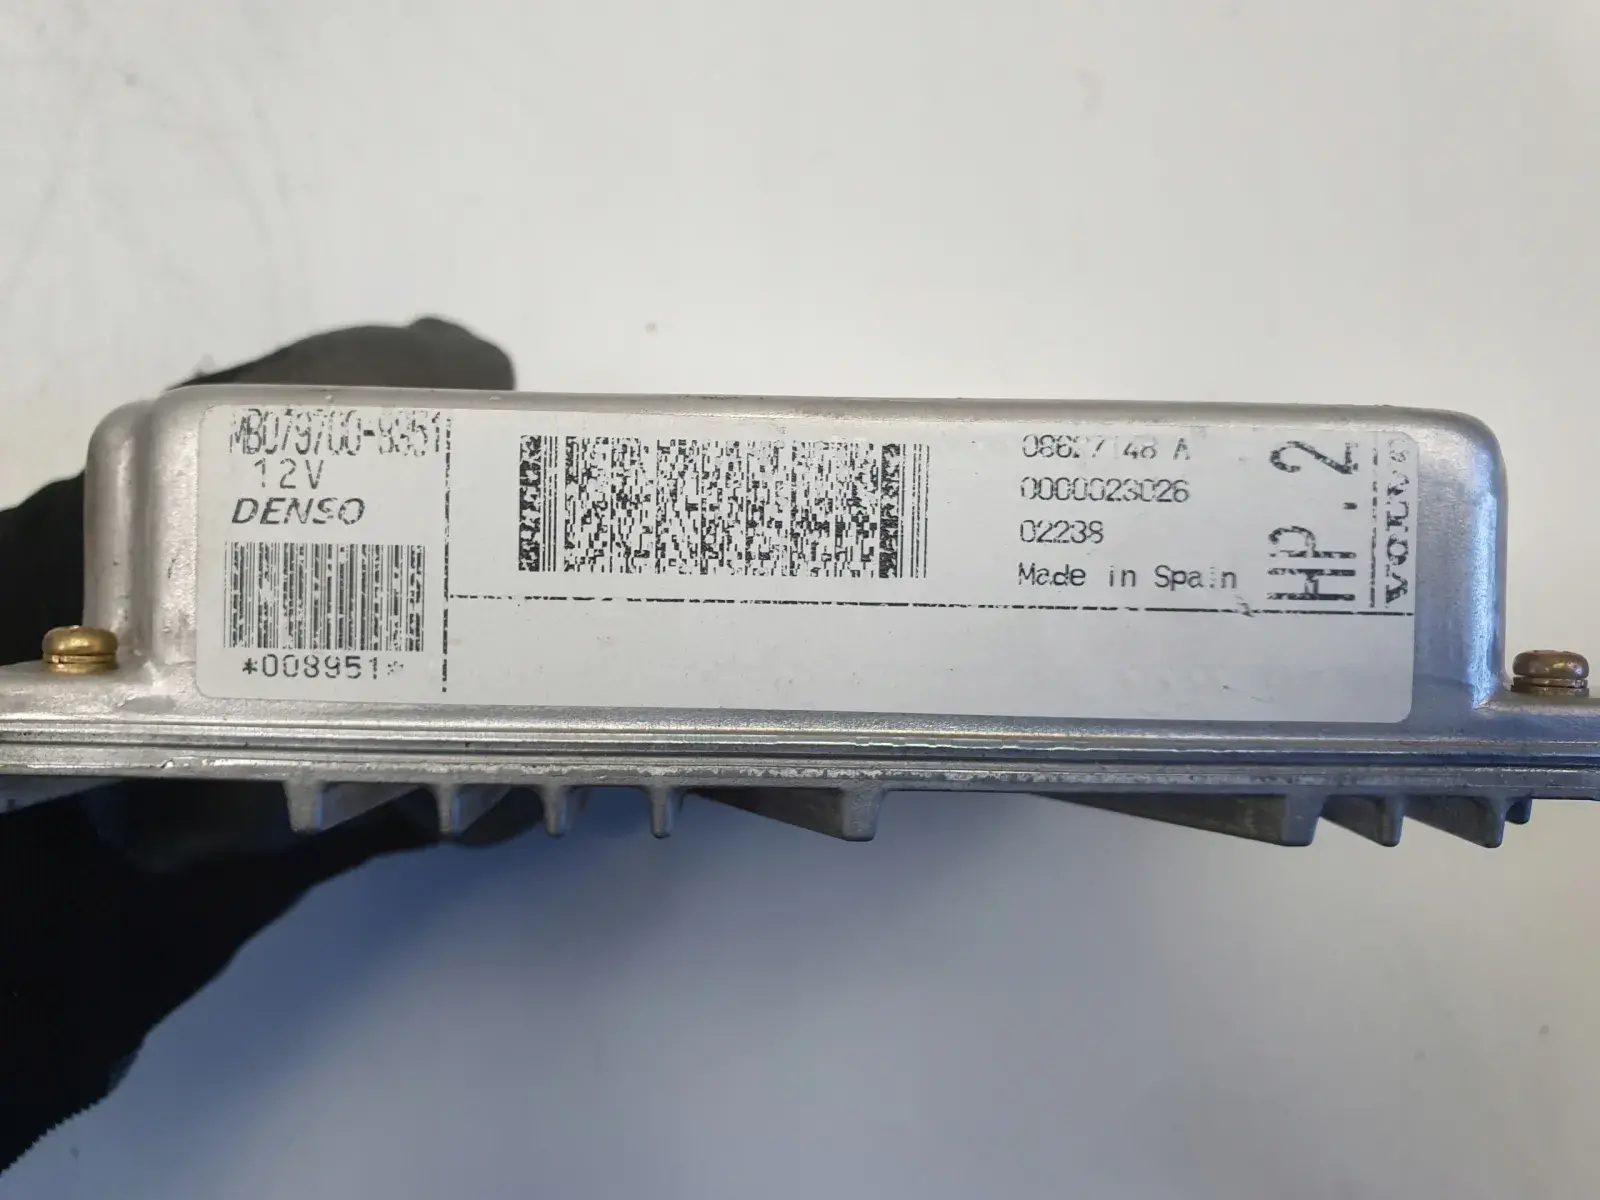 MB079700-9351
12V
DENSO
*008951*
08627148 A
0000023026
02238
Made in Spain
HP.2
VOLVO